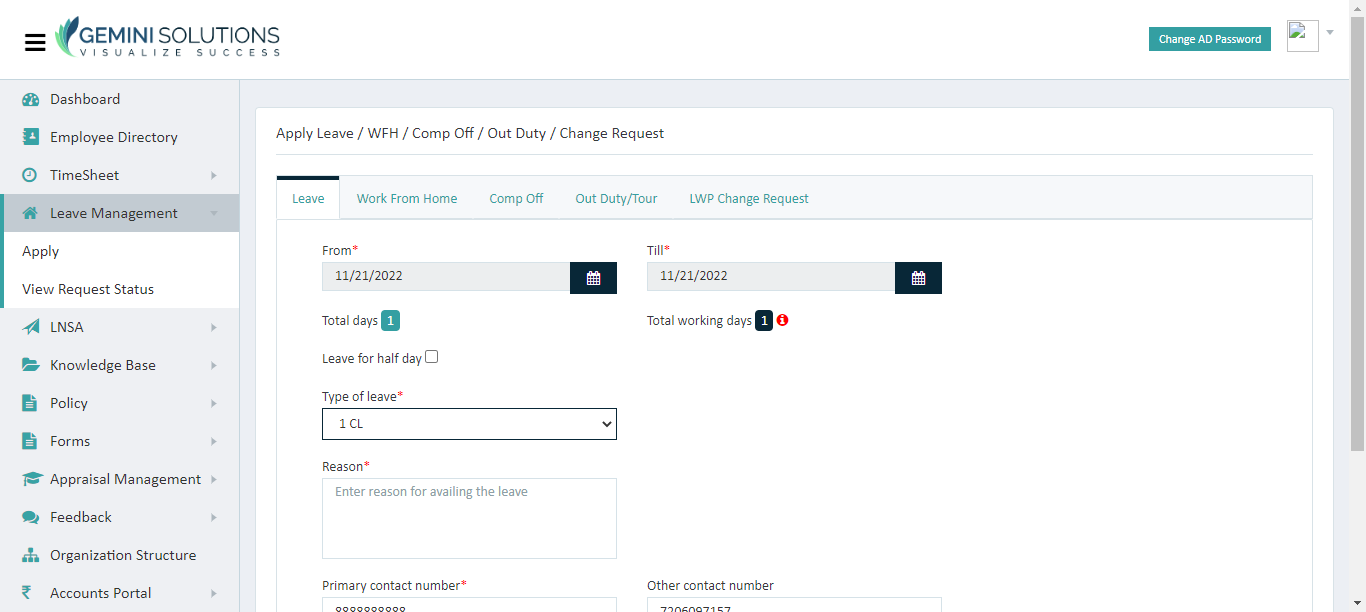 GEMINI SOLUTIONS
VISUALIZE SUCCESS
Change AD Password
Dashboard
Employee Directory
TimeSheet
Leave Management
Apply
View Request Status
LNSA
Knowledge Base
Policy
Forms
Appraisal Management
Feedback
Organization Structure
Accounts Portal
Apply Leave / WFH / Comp Off / Out Duty / Change Request
Leave Work From Home Comp Off Out Duty/Tour LWP Change Request
From* Till*
11/21/2022 11/21/2022
Total days 1 Total working days 1
Leave for half day
Type of leave*
1 CL
Reason*
Enter reason for availing the leave
Primary contact number* Other contact number
8888888888 7206097157